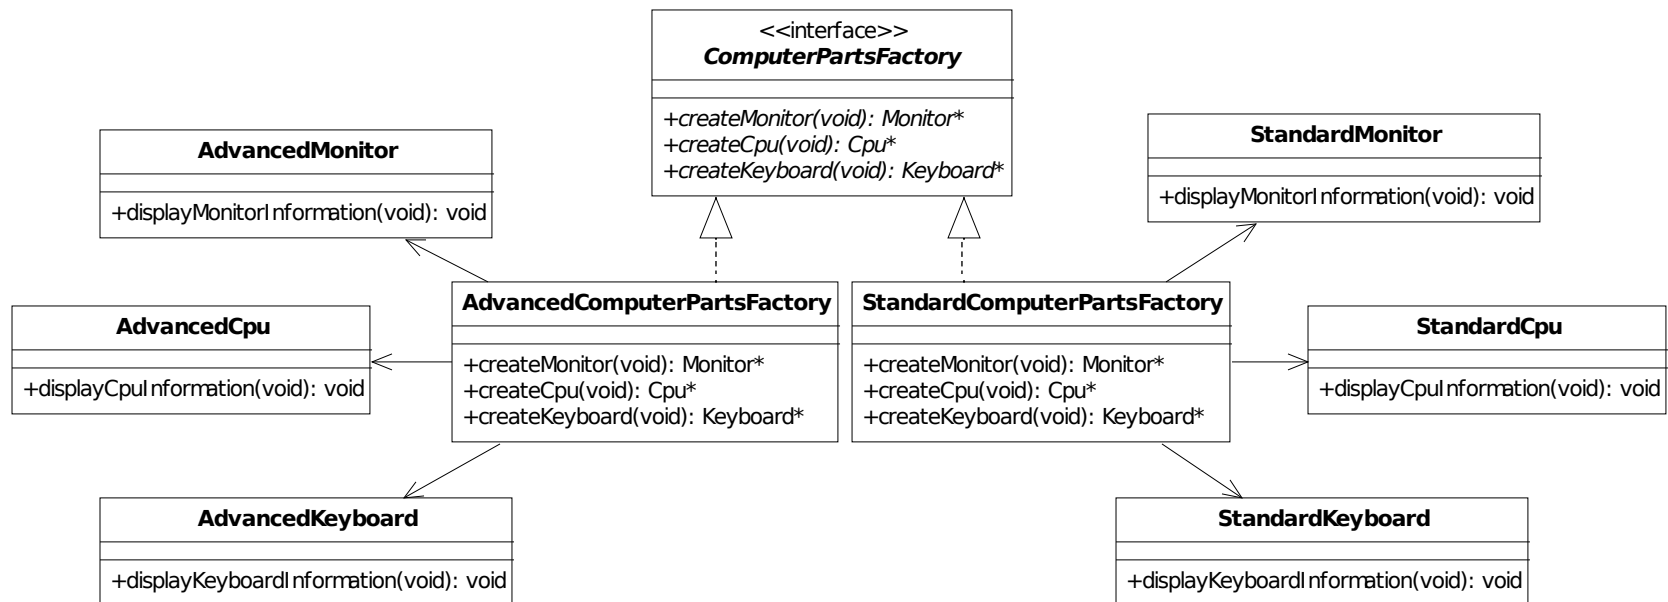 <<interface>>
ComputerPartsFactory
+createMonitor(void): Monitor*
+createCpu(void): Cpu*
+createKeyboard(void): Keyboard*
AdvancedMonitor
+displayMonitorInformation(void): void
StandardMonitor
+displayMonitorInformation(void): void
AdvancedCpu
+displayCpuInformation(void): void
AdvancedComputerPartsFactory
+createMonitor(void): Monitor*
+createCpu(void): Cpu*
+createKeyboard(void): Keyboard*
StandardComputerPartsFactory
+createMonitor(void): Monitor*
+createCpu(void): Cpu*
+createKeyboard(void): Keyboard*
StandardCpu
+displayCpuInformation(void): void
AdvancedKeyboard
+displayKeyboardInformation(void): void
StandardKeyboard
+displayKeyboardInformation(void): void